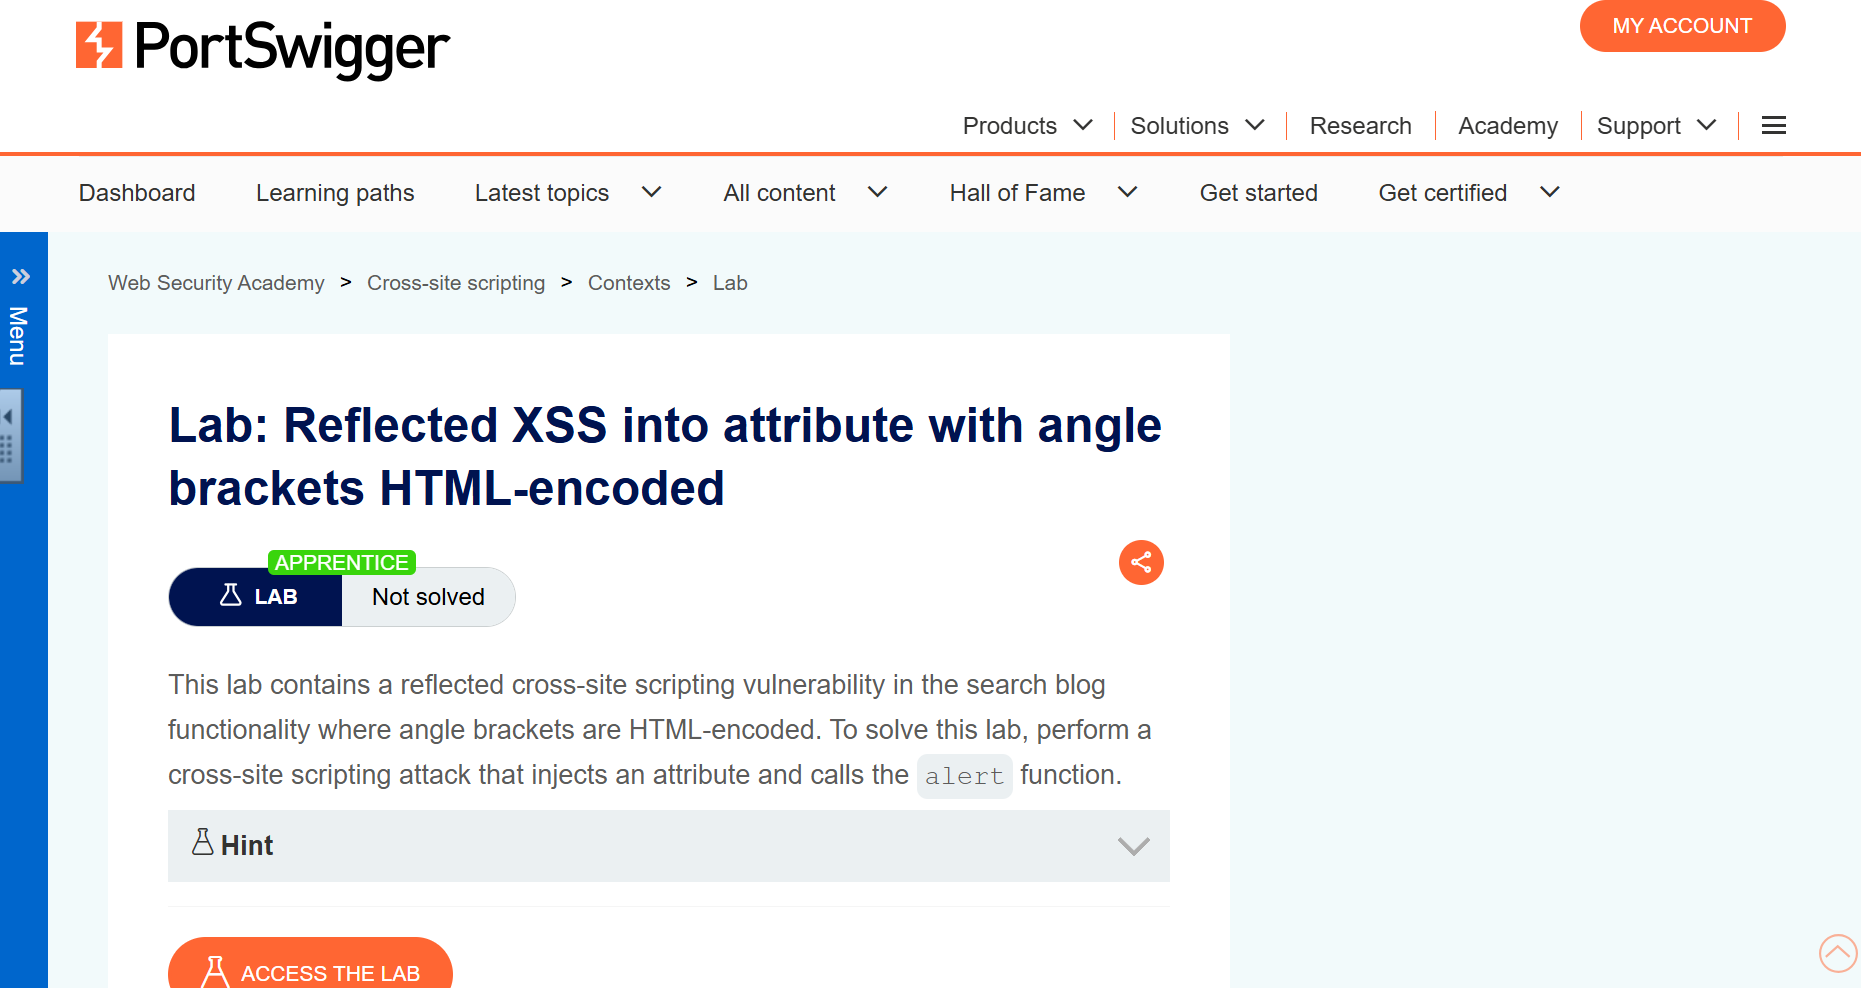 PortSwigger
MY ACCOUNT
Products Solutions Research Academy Support
Dashboard Learning paths Latest topics All content Hall of Fame Get started Get certified
Menu
Web Security Academy > Cross-site scripting > Contexts > Lab
Lab: Reflected XSS into attribute with angle
brackets HTML-encoded
APPRENTICE
LAB Not solved
This lab contains a reflected cross-site scripting vulnerability in the search blog
functionality where angle brackets are HTML-encoded. To solve this lab, perform a
cross-site scripting attack that injects an attribute and calls the alert function.
Hint
ACCESS THE LAB